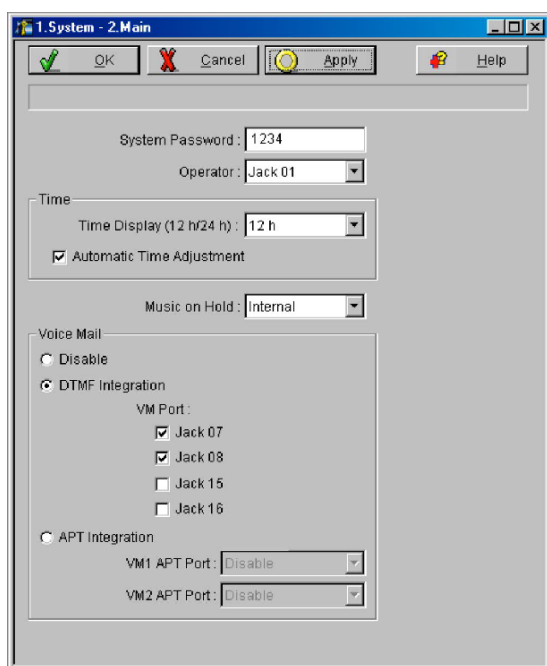 1.System - 2.Main
OK Cancel Apply Help
System Password : 1234
Operator : Jack 01
Time
Time Display (12 h/24 h) : 12 h
Automatic Time Adjustment
Music on Hold : Internal
Voice Mail
Disable
DTMF Integration
VM Port :
Jack 07
Jack 08
Jack 15
Jack 16
APT Integration
VM1 APT Port : Disable
VM2 APT Port : Disable